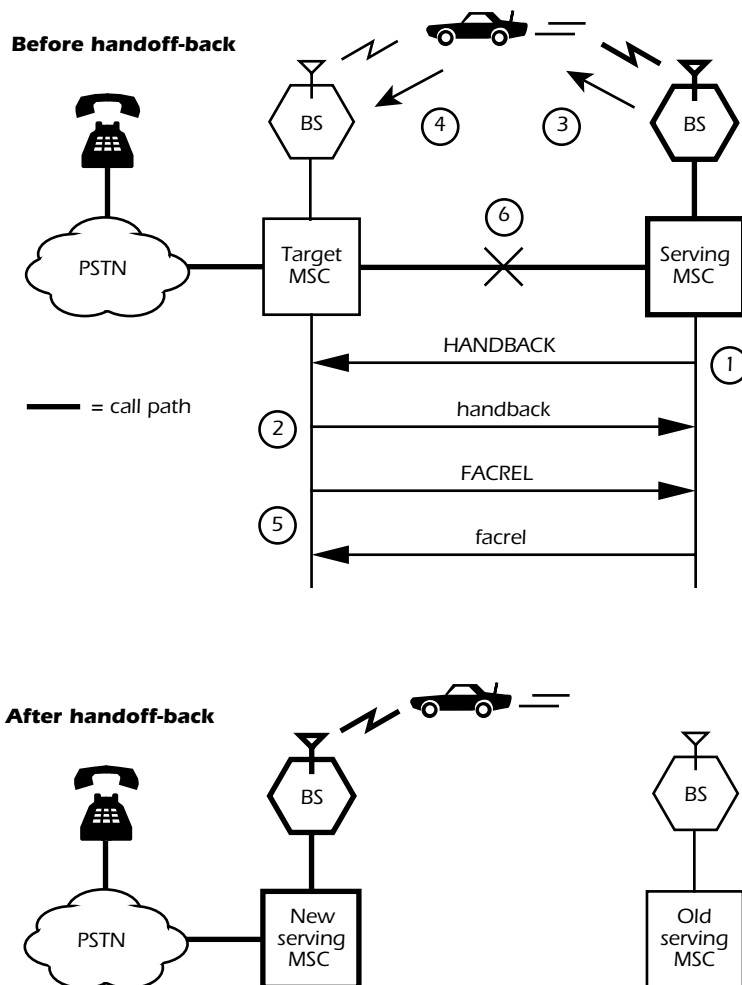 Before handoff-back
BS
4
3
BS
6
PSTN
Target
MSC
Serving
MSC
HANDBACK
1
= call path
handback
2
FACREL
5
facrel
After handoff-back
BS
BS
PSTN
New
serving
MSC
Old
serving
MSC